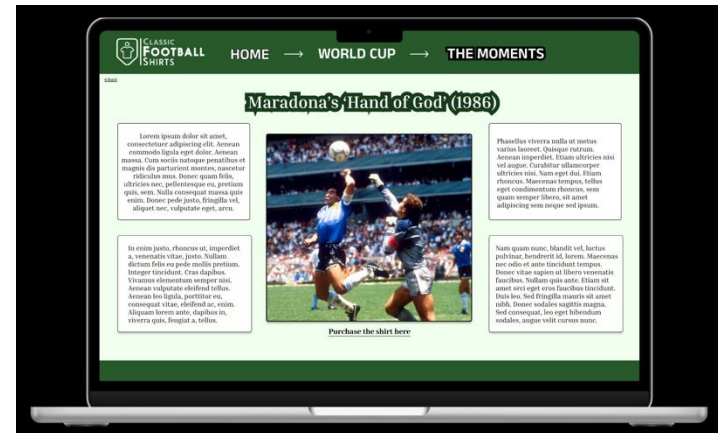 CLASSIC
FOOTBALL
SHIRTS
HOME → WORLD CUP → THE MOMENTS
Maradona's 'Hand of God' (1986)
Lorem ipsum dolor sit amet,
consectetuer adipiscing elit. Aenean
commodo ligula eget dolor. Aenean
massa. Cum sociis natoque penatibus et
magnis dis parturient montes, nascetur
ridiculus mus. Donec quam felis,
ultricies nec, pellentesque eu, pretium
quis, sem. Nulla consequat massa quis
enim. Donec pede justo, fringilla vel,
aliquet nec, vulputate eget, arcu.
In enim justo, rhoncus ut, imperdiet
a, venenatis vitae, justo. Nullam
dictum felis eu pede mollis pretium.
Integer tincidunt. Cras dapibus.
Vivamus elementum semper nisi.
Aenean vulputate eleifend tellus.
Aenean leo ligula, porttitor eu,
consequat vitae, eleifend ac, enim.
Aliquam lorem ante, dapibus in,
viverra quis, feugiat a, tellus.
Purchase the shirt here
Phasellus viverra nulla ut metus
varius laoreet. Quisque rutrum.
Aenean imperdiet. Etiam ultricies nisi
vel augue. Curabitur ullamcorper
ultricies nisi. Nam eget dui. Etiam
rhoncus. Maecenas tempus, tellus
eget condimentum rhoncus, sem
quam semper libero, sit amet
adipiscing sem neque sed ipsum.
Nam quam nunc, blandit vel, luctus
pulvinar, hendrerit id, lorem. Maecenas
nec odio et ante tincidunt tempus.
Donec vitae sapien ut libero venenatis
faucibus. Nullam quis ante. Etiam sit
amet orci eget eros faucibus tincidunt.
Duis leo. Sed fringilla mauris sit amet
nibh. Donec sodales sagittis magna.
Sed consequat, leo eget bibendum
sodales, augue velit cursus nunc.